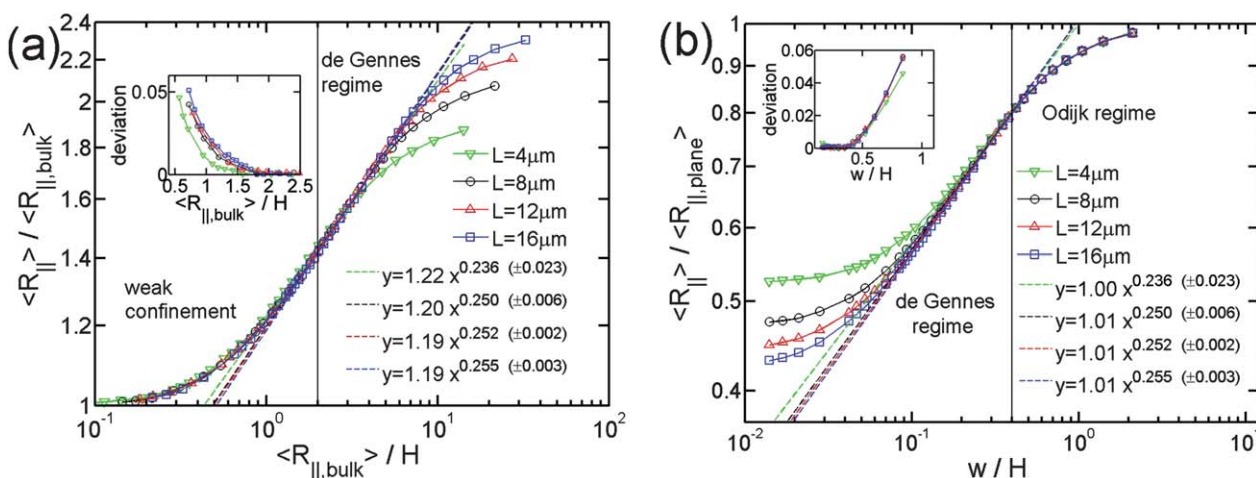 (a)
2.4
2.2
2.0
1.8
1.6
1.4
1.2
1
<R||> / <R||,bulk>
10^-1
10^0
10^1
10^2
<R||,bulk> / H
de Gennes
regime
weak
confinement
0.05
0
deviation
0.5
1.0
1.5
2.0
2.5
<R||,bulk> / H
L=4μm
L=8μm
L=12μm
L=16μm
y=1.22 x^0.236 (±0.023)
y=1.20 x^0.250 (±0.006)
y=1.19 x^0.252 (±0.002)
y=1.19 x^0.255 (±0.003)
(b)
1
0.9
0.8
0.7
0.6
0.5
0.4
<R||> / <R||,plane>
10^-2
10^-1
10^0
10^1
w / H
0.06
0.04
0.02
0
deviation
0.5
1
w / H
Odijk regime
de Gennes
regime
L=4μm
L=8μm
L=12μm
L=16μm
y=1.00 x^0.236 (±0.023)
y=1.01 x^0.250 (±0.006)
y=1.01 x^0.252 (±0.002)
y=1.01 x^0.255 (±0.003)